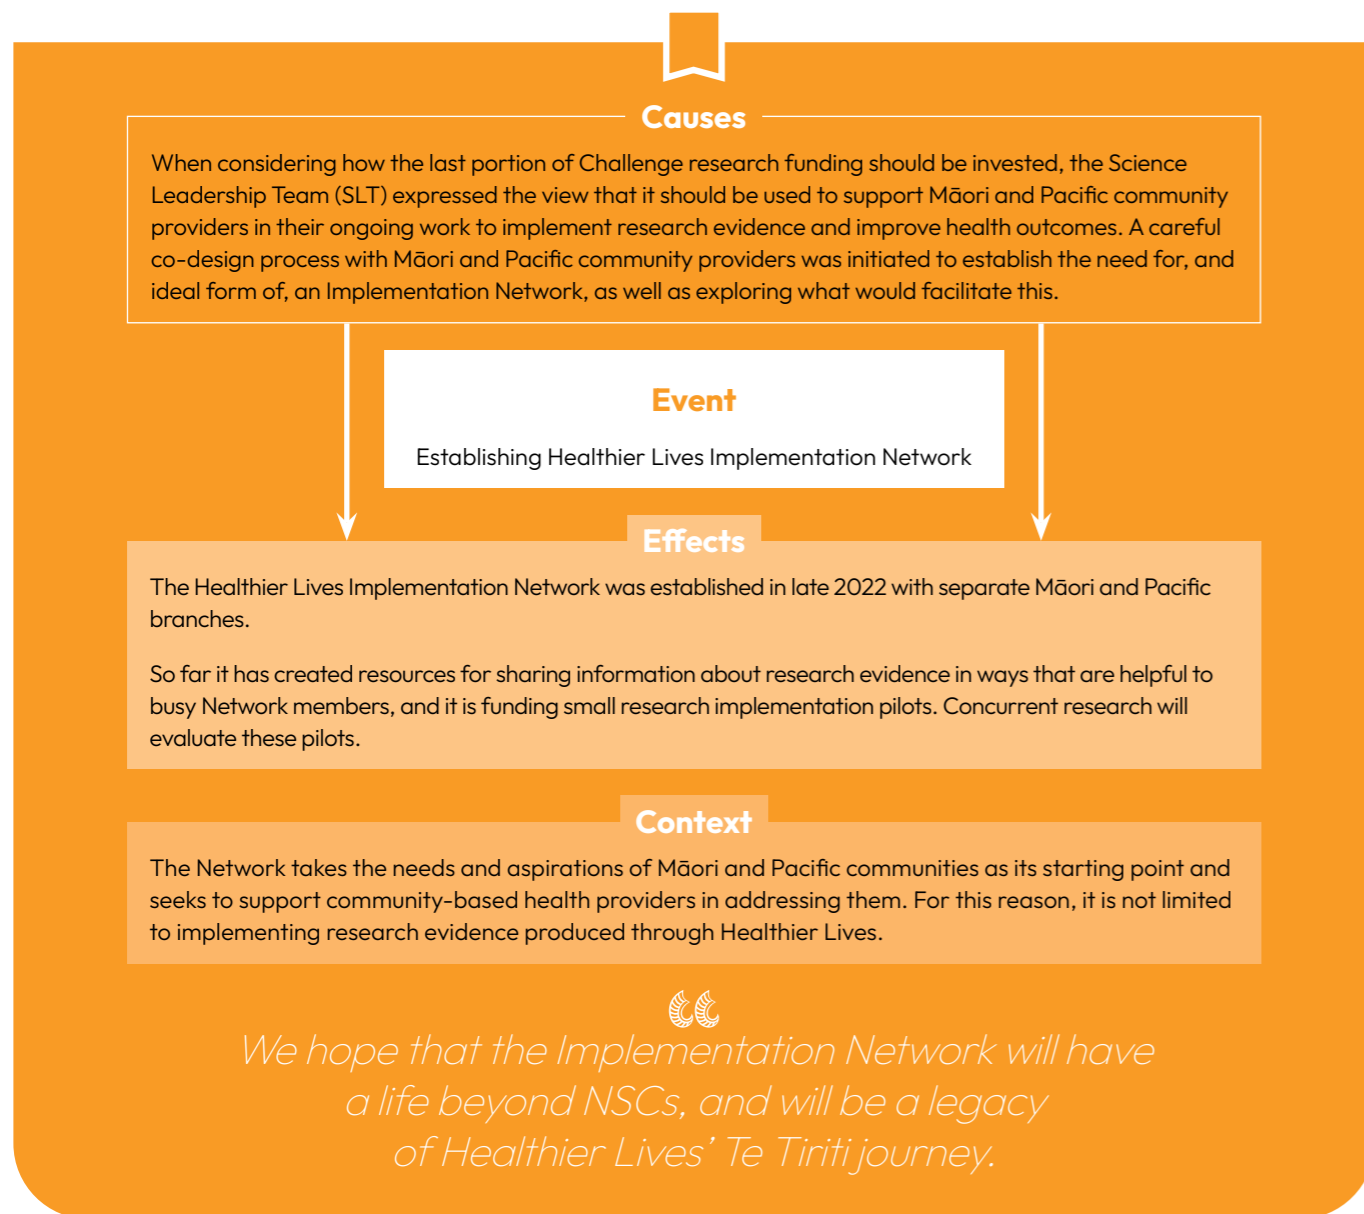 Causes
When considering how the last portion of Challenge research funding should be invested, the Science
Leadership Team (SLT) expressed the view that it should be used to support Māori and Pacific community
providers in their ongoing work to implement research evidence and improve health outcomes. A careful
co-design process with Māori and Pacific community providers was initiated to establish the need for, and
ideal form of, an Implementation Network, as well as exploring what would facilitate this.
Event
Establishing Healthier Lives Implementation Network
Effects
The Healthier Lives Implementation Network was established in late 2022 with separate Māori and Pacific
branches.
So far it has created resources for sharing information about research evidence in ways that are helpful to
busy Network members, and it is funding small research implementation pilots. Concurrent research will
evaluate these pilots.
Context
The Network takes the needs and aspirations of Māori and Pacific communities as its starting point and
seeks to support community-based health providers in addressing them. For this reason, it is not limited
to implementing research evidence produced through Healthier Lives.
“
We hope that the Implementation Network will have
a life beyond NSCs, and will be a legacy
of Healthier Lives’ Te Tiriti journey.